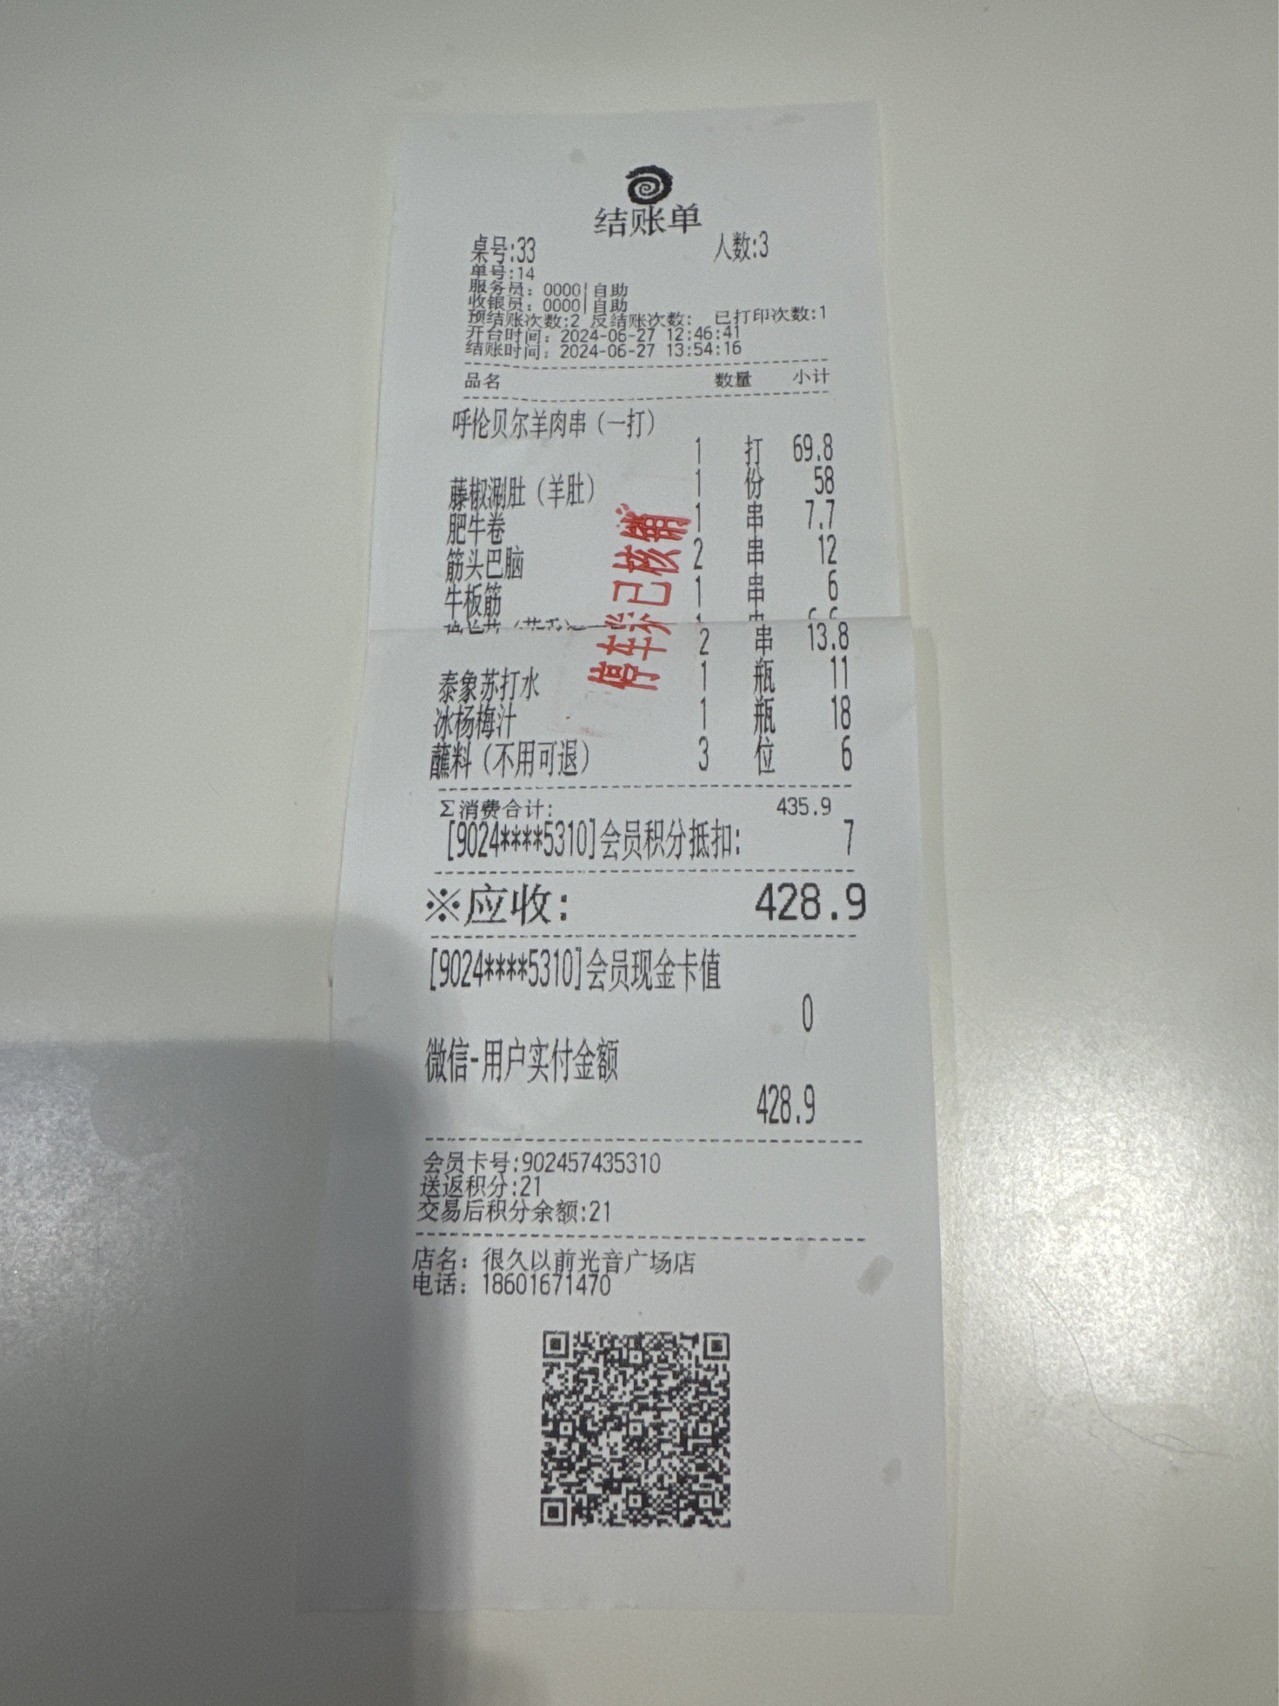 结账单
桌号:33 人数:3
单号:14
服务员: 0000|自助
收银员: 0000|自助
预结账次数:2 反结账次数: 已打印次数:1
开台时间: 2024-06-27 12:46:41
结账时间: 2024-06-27 13:54:16
品名 数量 小计
呼伦贝尔羊肉串(一打)
1 打 69.8
藤椒涮肚(羊肚) 1 份 58
肥牛卷 1 串 7.7
筋头巴脑 2 串 12
牛板筋 1 串 6
2 串 13.8
泰象苏打水 1 瓶 11
冰杨梅汁 1 瓶 18
蘸料(不用可退) 3 位 6
停车券已核销
Σ消费合计: 435.9
[9024****5310]会员积分抵扣: 7
※应收: 428.9
[9024****5310]会员现金卡值
0
微信-用户实付金额
428.9
会员卡号:902457435310
送返积分:21
交易后积分余额:21
店名: 很久以前光音广场店
电话: 18601671470